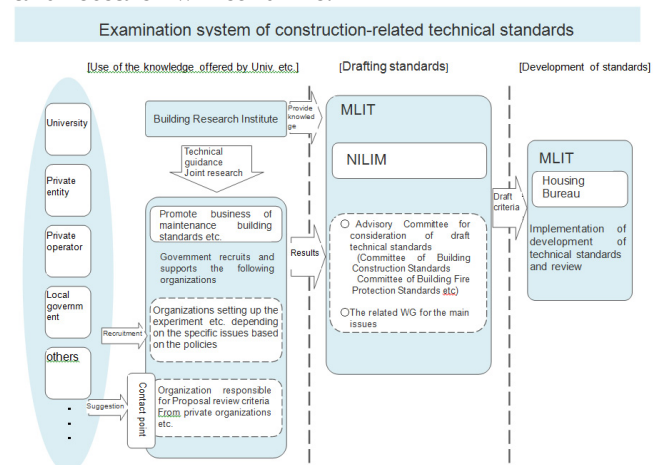 Examination system of construction-related technical standards
[Use of the knowledge offered by Univ. etc.]
[Drafting standards]
[Development of standards]
University
Private
entity
Private
operator
Local
governm
ent
others
Building Research Institute
Provide
knowled
ge
Technical
guidance
Joint research
Promote business of
maintenance building
standards etc.
Government recruits and
supports the following
organizations
Recruitment
Organizations setting up the
experiment etc. depending
on the specific issues based
on the policies
Suggestion
Contact point
Organization responsible
for Proposal review criteria
From private organizations
etc.
Results
MLIT
NILIM
○ Advisory Committee for
consideration of draft
technical standards
(Committee of Building
Construction Standards
Committee of Building Fire
Protection Standards etc)
○The related WG for the main
issues
Draft
criteria
MLIT
Housing
Bureau
Implementation of
development of
technical standards
and review